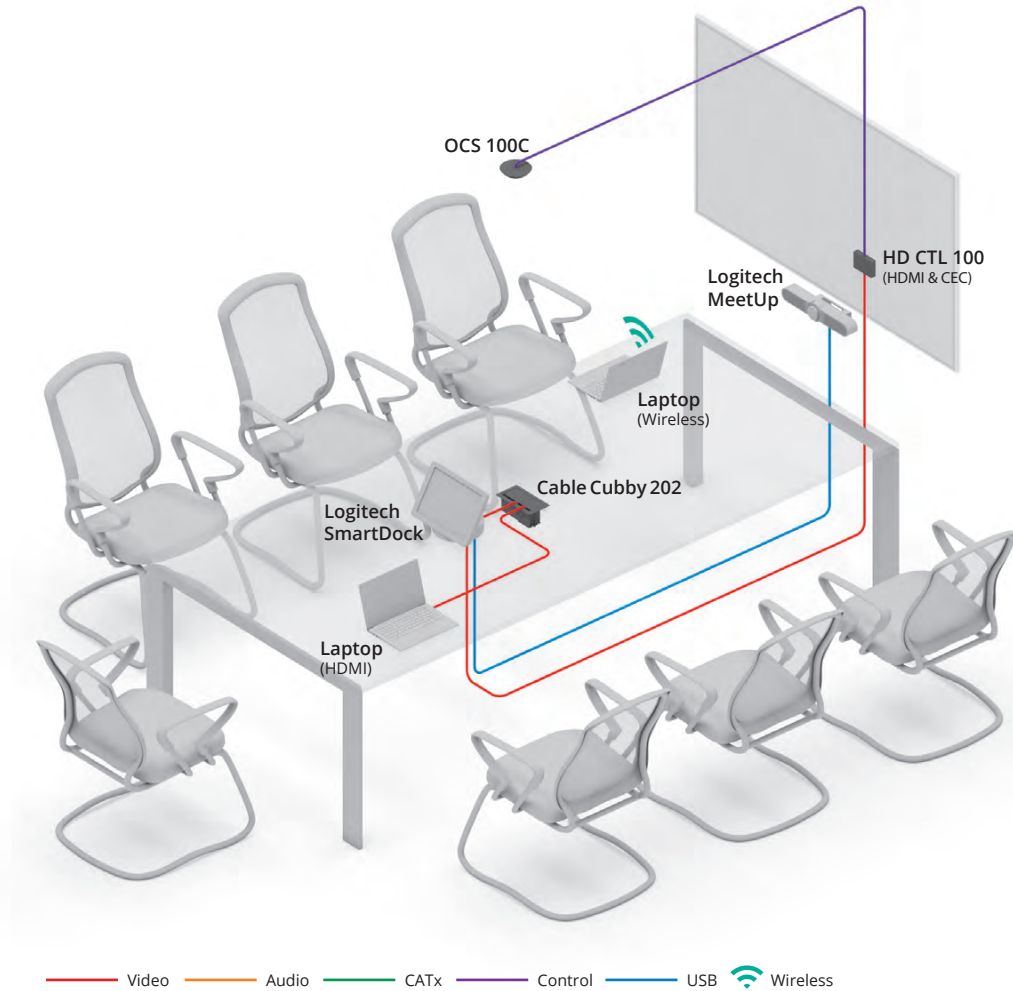 OCS 100C
HD CTL 100
(HDMI & CEC)
Logitech
MeetUp
Laptop
(Wireless)
Cable Cubby 202
Logitech
SmartDock
Laptop
(HDMI)
Video Audio CATx Control USB Wireless